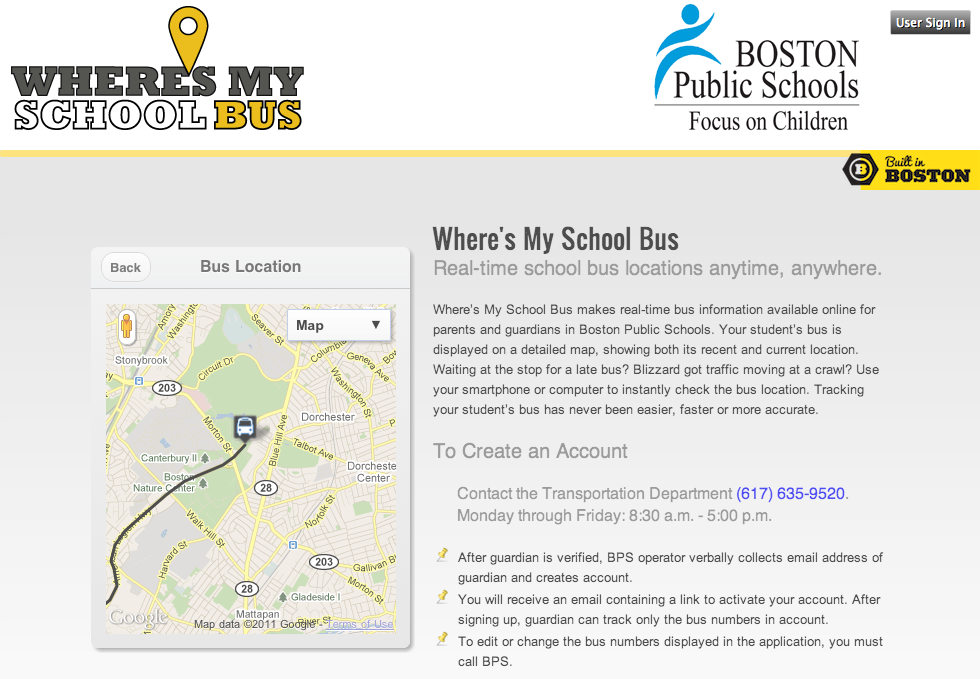 WHERE'S MY
SCHOOL BUS
BOSTON
Public Schools
Focus on Children
User Sign In
B
Built in
BOSTON
Back
Bus Location
Map ▼
Amory
Washington
Seaver St
Columbia
Geneva Ave
Stonybrook
Circuit Dr
Washington St
203
Dorchester
Morton St
Blue Hill Ave
Talbot Ave
Canterbury II
Boston
Nature Center
Dorcheste
Center
28
Norfolk St
Walk Hill St
Harvard St
203
Gallivan B
Morton St
28
Gladeside I
Mattapan
River St
Google
Map data ©2011 Google - Terms of Use
Where's My School Bus
Real-time school bus locations anytime, anywhere.
Where's My School Bus makes real-time bus information available online for
parents and guardians in Boston Public Schools. Your student's bus is
displayed on a detailed map, showing both its recent and current location.
Waiting at the stop for a late bus? Blizzard got traffic moving at a crawl? Use
your smartphone or computer to instantly check the bus location. Tracking
your student's bus has never been easier, faster or more accurate.
To Create an Account
Contact the Transportation Department (617) 635-9520.
Monday through Friday: 8:30 a.m. - 5:00 p.m.
After guardian is verified, BPS operator verbally collects email address of
guardian and creates account.
You will receive an email containing a link to activate your account. After
signing up, guardian can track only the bus numbers in account.
To edit or change the bus numbers displayed in the application, you must
call BPS.